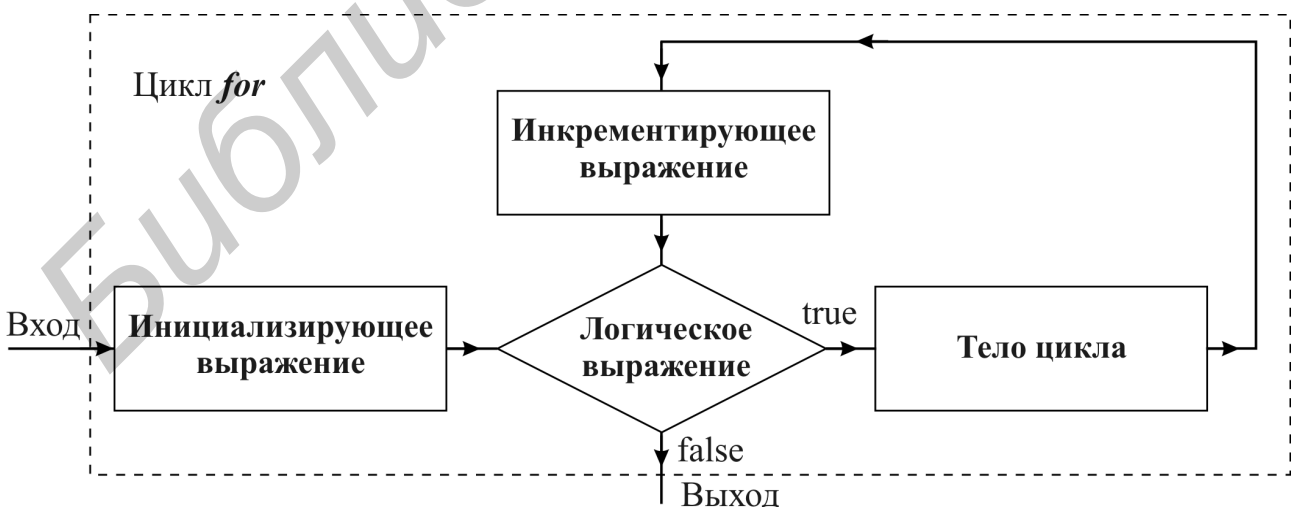 Цикл for
Инкрементирующее
выражение
Вход
Инициализирующее
выражение
Логическое
выражение
true
Тело цикла
false
Выход